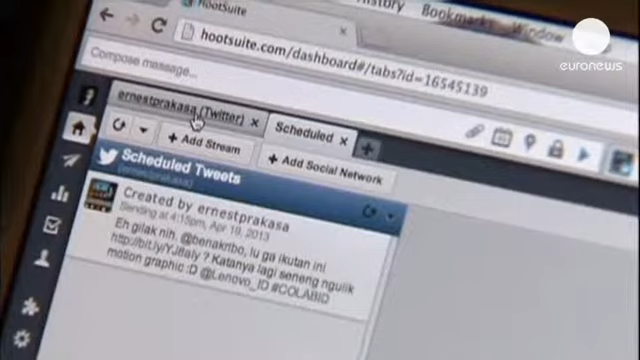 History Bookmarks Window
HootSuite
hootsuite.com/dashboard#/tabs?id=16545139
euronews
Compose message...
ernestprakasa (Twitter) Scheduled
+ Add Stream + Add Social Network
Scheduled Tweets
(ernestprakasa)
Created by ernestprakasa
Sending at 4:15pm, Apr 19, 2013
Eh gilak nih. @benakribo, lu ga ikutan ini
http://bit.ly/YJ8aIy ? Katanya lagi seneng ngulik
motion graphic :D @Lenovo_ID #COLABID